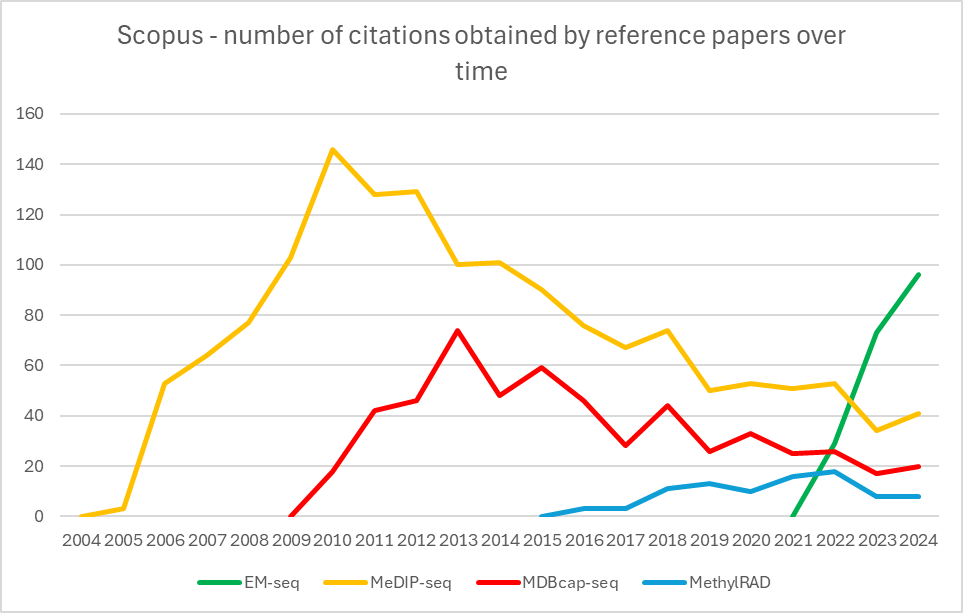 Scopus - number of citations obtained by reference papers over
time
160
140
120
100
80
60
40
20
0
2004 2005 2006 2007 2008 2009 2010 2011 2012 2013 2014 2015 2016 2017 2018 2019 2020 2021 2022 2023 2024
EM-seq MeDIP-seq MDBcap-seq MethylRAD